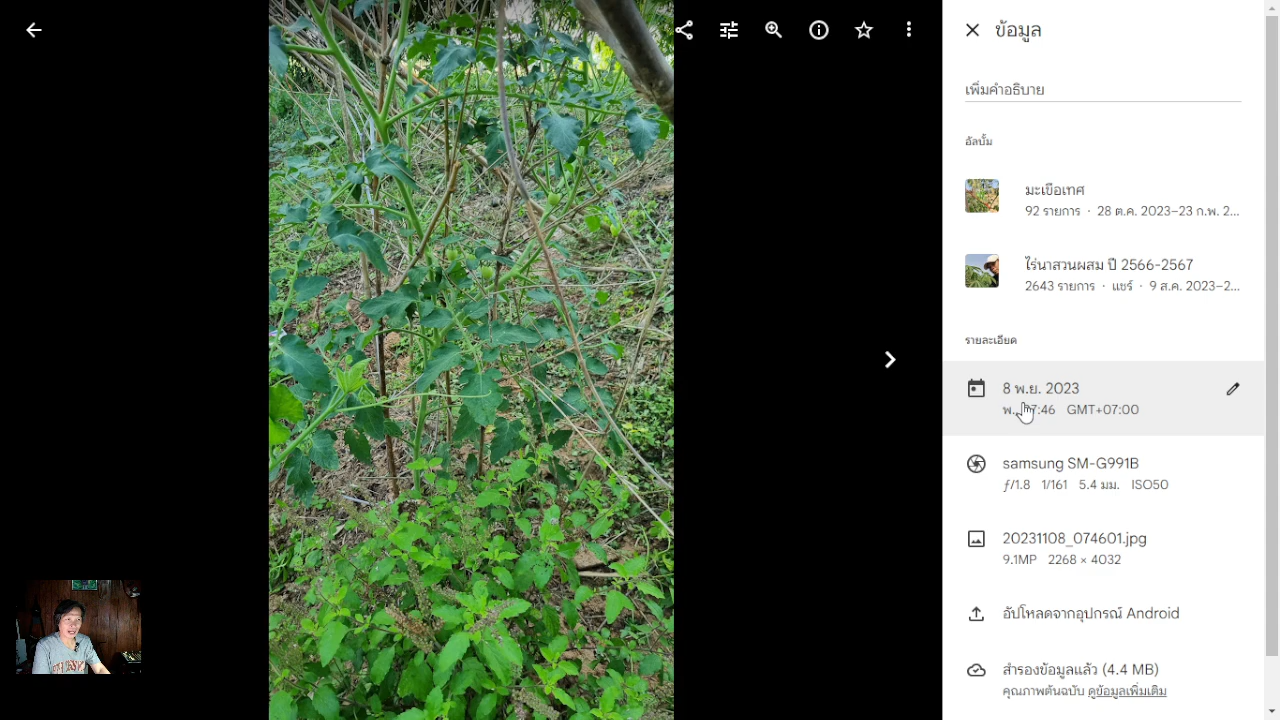 ข้อมูล
เพิ่มคำอธิบาย
อัลบั้ม
มะเขือเทศ
92 รายการ · 28 ต.ค. 2023–23 ก.พ. 2...
ไร่นาสวนผสม ปี 2566-2567
2643 รายการ · แชร์ · 9 ส.ค. 2023–2...
รายละเอียด
8 พ.ย. 2023
พ., 07:46 GMT+07:00
samsung SM-G991B
ƒ/1.8 1/161 5.4 มม. ISO50
20231108_074601.jpg
9.1MP 2268 × 4032
อัปโหลดจากอุปกรณ์ Android
สำรองข้อมูลแล้ว (4.4 MB)
คุณภาพต้นฉบับ ดูข้อมูลเพิ่มเติม